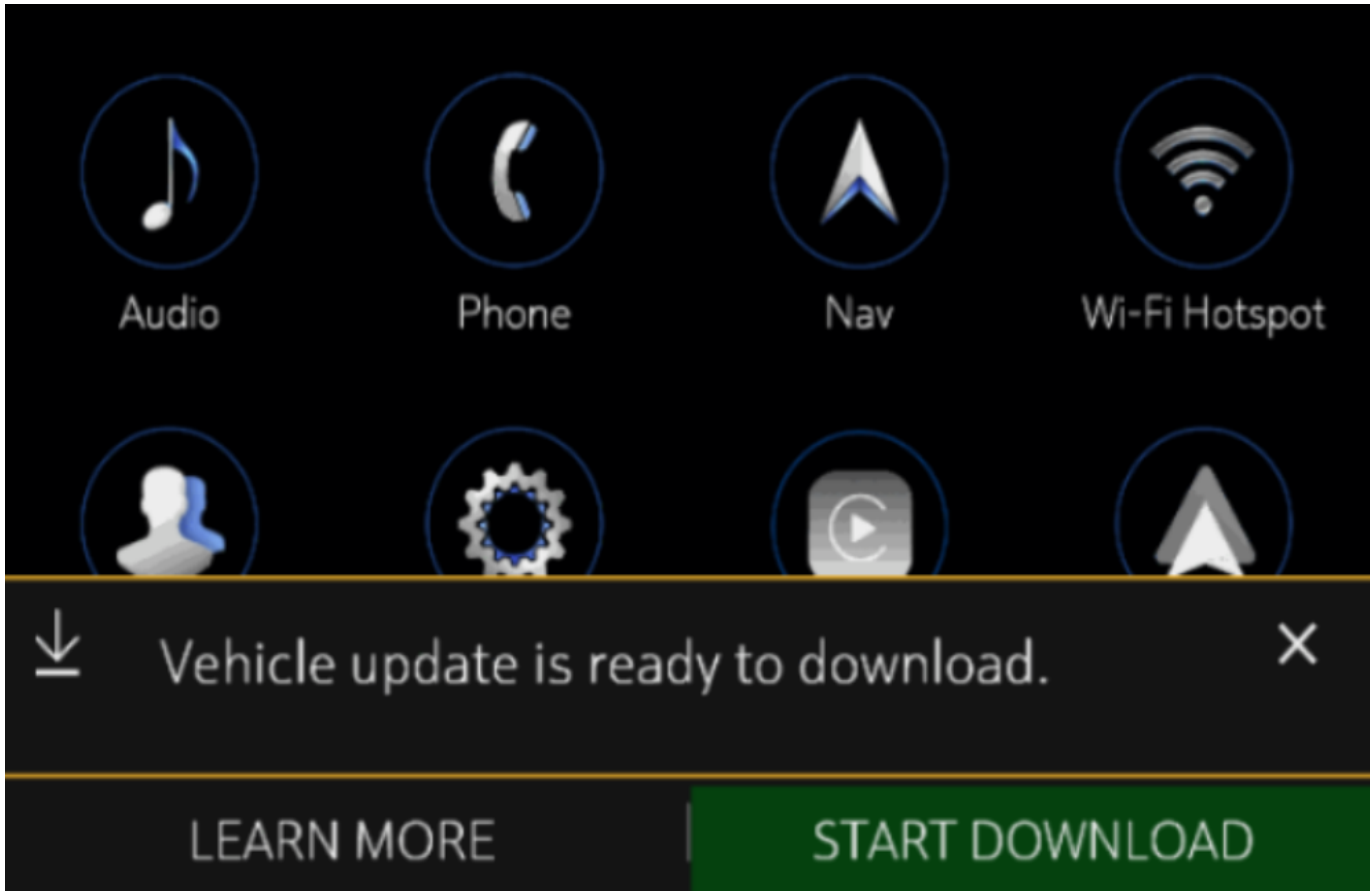 Audio
Phone
Nav
Wi-Fi Hotspot
Vehicle update is ready to download.
LEARN MORE
START DOWNLOAD